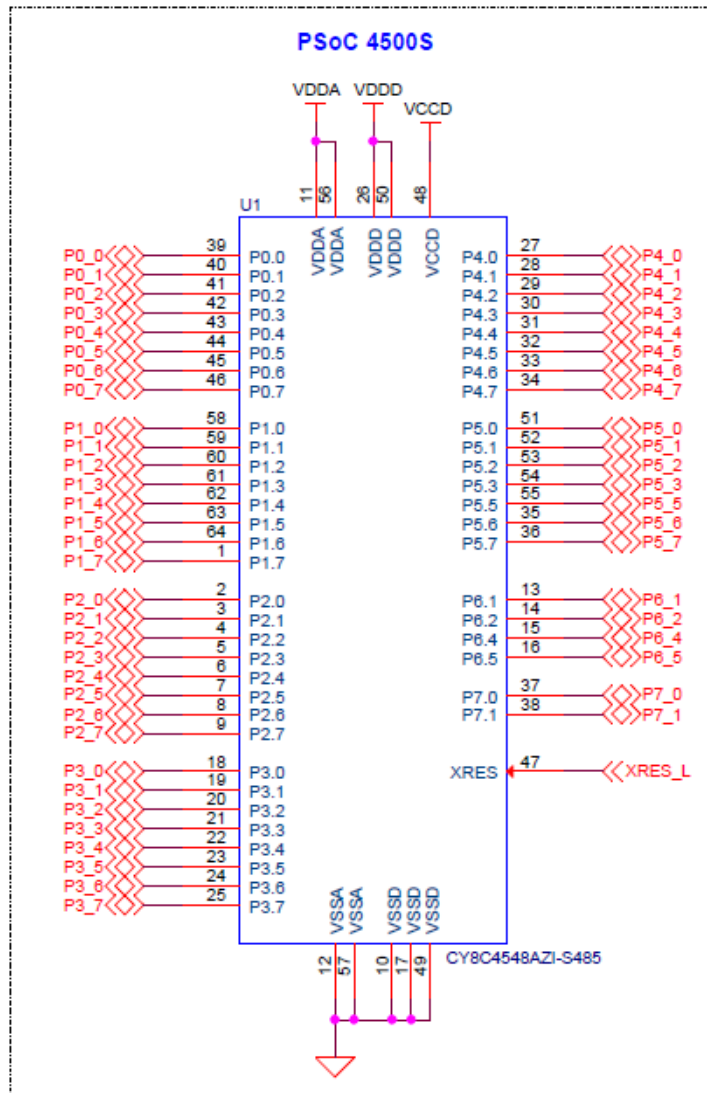 PSoC 4500S
VDDA VDDD VCCD
11 56 26 50 48
U1
VDDA VDDA VDDD VDDD VCCD
P0_0 39 P0.0 P4.0 27 P4_0
P0_1 40 P0.1 P4.1 28 P4_1
P0_2 41 P0.2 P4.2 29 P4_2
P0_3 42 P0.3 P4.3 30 P4_3
P0_4 43 P0.4 P4.4 31 P4_4
P0_5 44 P0.5 P4.5 32 P4_5
P0_6 45 P0.6 P4.6 33 P4_6
P0_7 46 P0.7 P4.7 34 P4_7
P1_0 58 P1.0 P5.0 51 P5_0
P1_1 59 P1.1 P5.1 52 P5_1
P1_2 60 P1.2 P5.2 53 P5_2
P1_3 61 P1.3 P5.3 54 P5_3
P1_4 62 P1.4 P5.5 55 P5_5
P1_5 63 P1.5 P5.6 35 P5_6
P1_6 64 P1.6 P5.7 36 P5_7
P1_7 1 P1.7
P2_0 2 P2.0 P6.1 13 P6_1
P2_1 3 P2.1 P6.2 14 P6_2
P2_2 4 P2.2 P6.4 15 P6_4
P2_3 5 P2.3 P6.5 16 P6_5
P2_4 6 P2.4
P2_5 7 P2.5 P7.0 37 P7_0
P2_6 8 P2.6 P7.1 38 P7_1
P2_7 9 P2.7
P3_0 18 P3.0 XRES 47 XRES_L
P3_1 19 P3.1
P3_2 20 P3.2
P3_3 21 P3.3
P3_4 22 P3.4
P3_5 23 P3.5
P3_6 24 P3.6
P3_7 25 P3.7
VSSA VSSA VSSD VSSD VSSD
12 57 10 17 49
CY8C4548AZI-S485